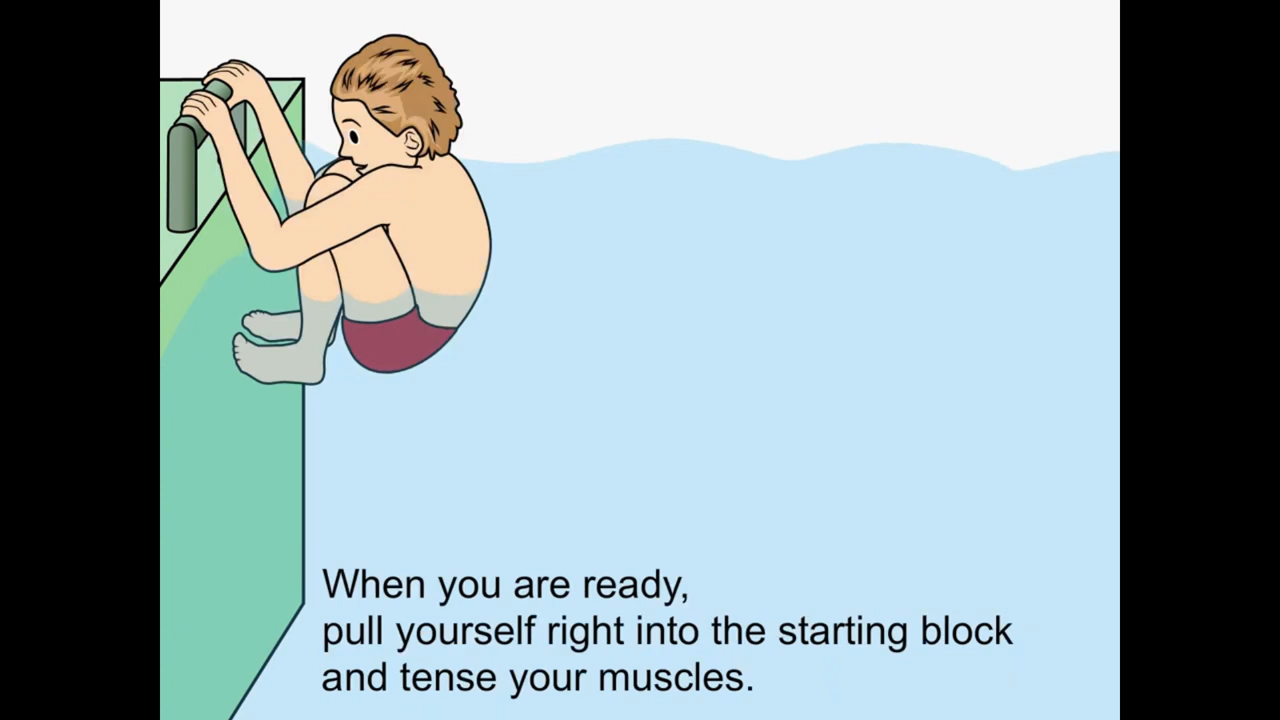 When you are ready,
pull yourself right into the starting block
and tense your muscles.